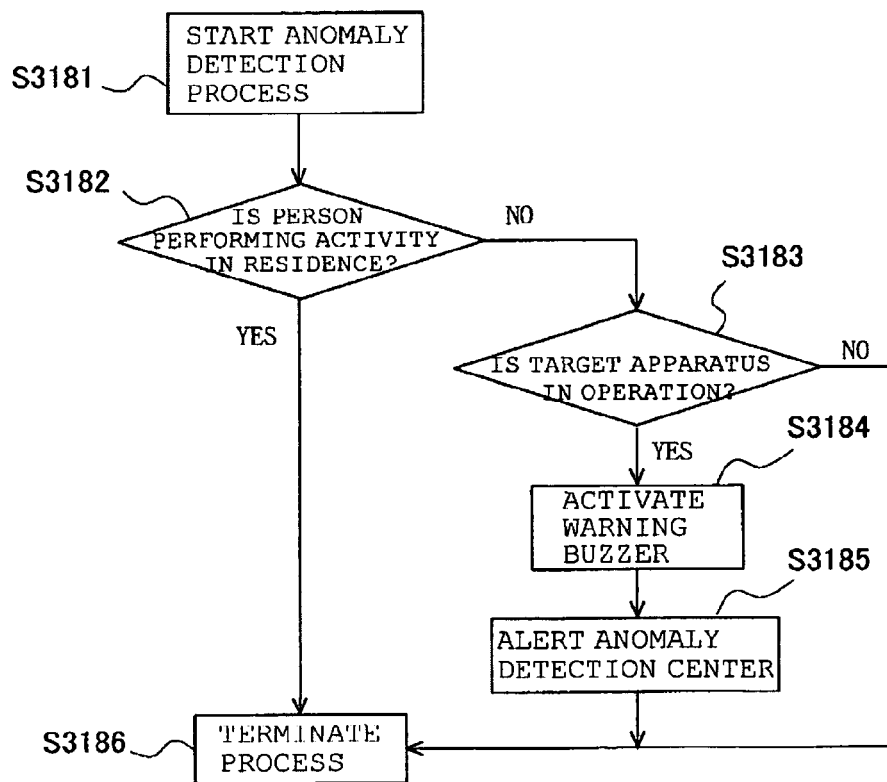 START ANOMALY
DETECTION
PROCESS
S3181
S3182
IS PERSON
PERFORMING ACTIVITY
IN RESIDENCE?
NO
YES
S3183
IS TARGET APPARATUS
IN OPERATION?
NO
YES
S3184
ACTIVATE
WARNING
BUZZER
S3185
ALERT ANOMALY
DETECTION CENTER
S3186
TERMINATE
PROCESS